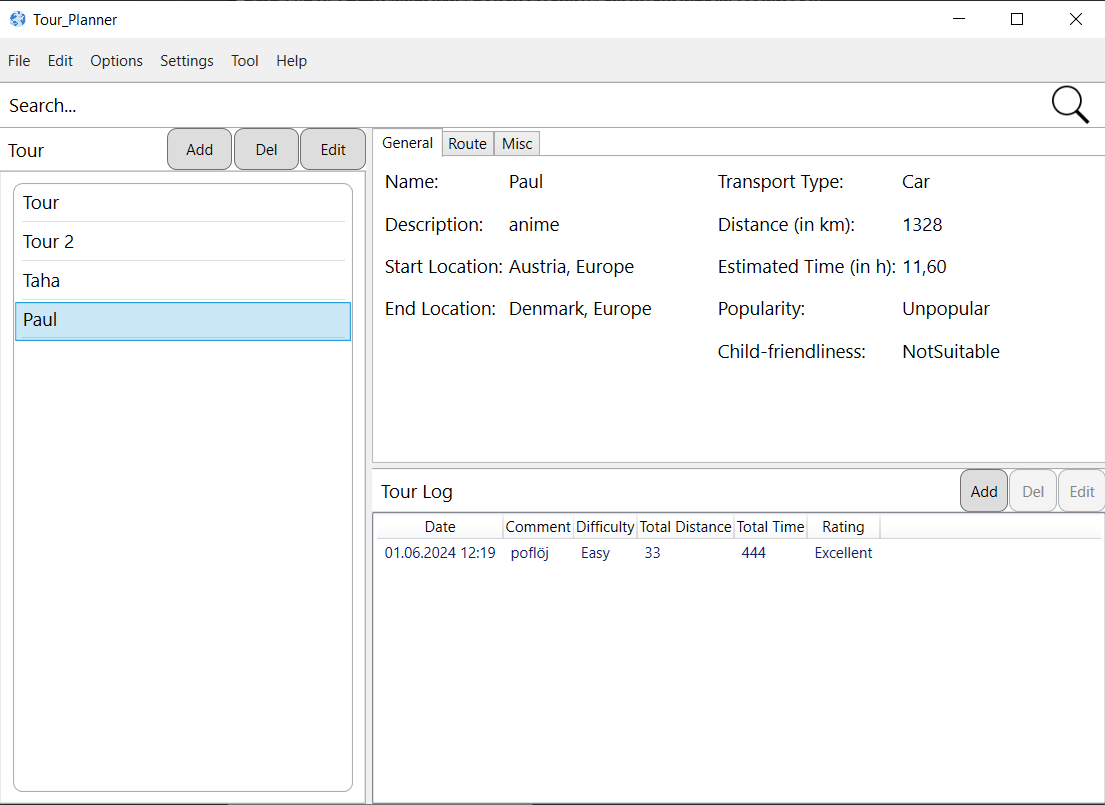 Tour_Planner
File Edit Options Settings Tool Help
Search...
Tour Add Del Edit
Tour
Tour 2
Taha
Paul
General Route Misc
Name: Paul Transport Type: Car
Description: anime Distance (in km): 1328
Start Location: Austria, Europe Estimated Time (in h): 11,60
End Location: Denmark, Europe Popularity: Unpopular
Child-friendliness: NotSuitable
Tour Log Add Del Edit
Date Comment Difficulty Total Distance Total Time Rating
01.06.2024 12:19 poflöj Easy 33 444 Excellent